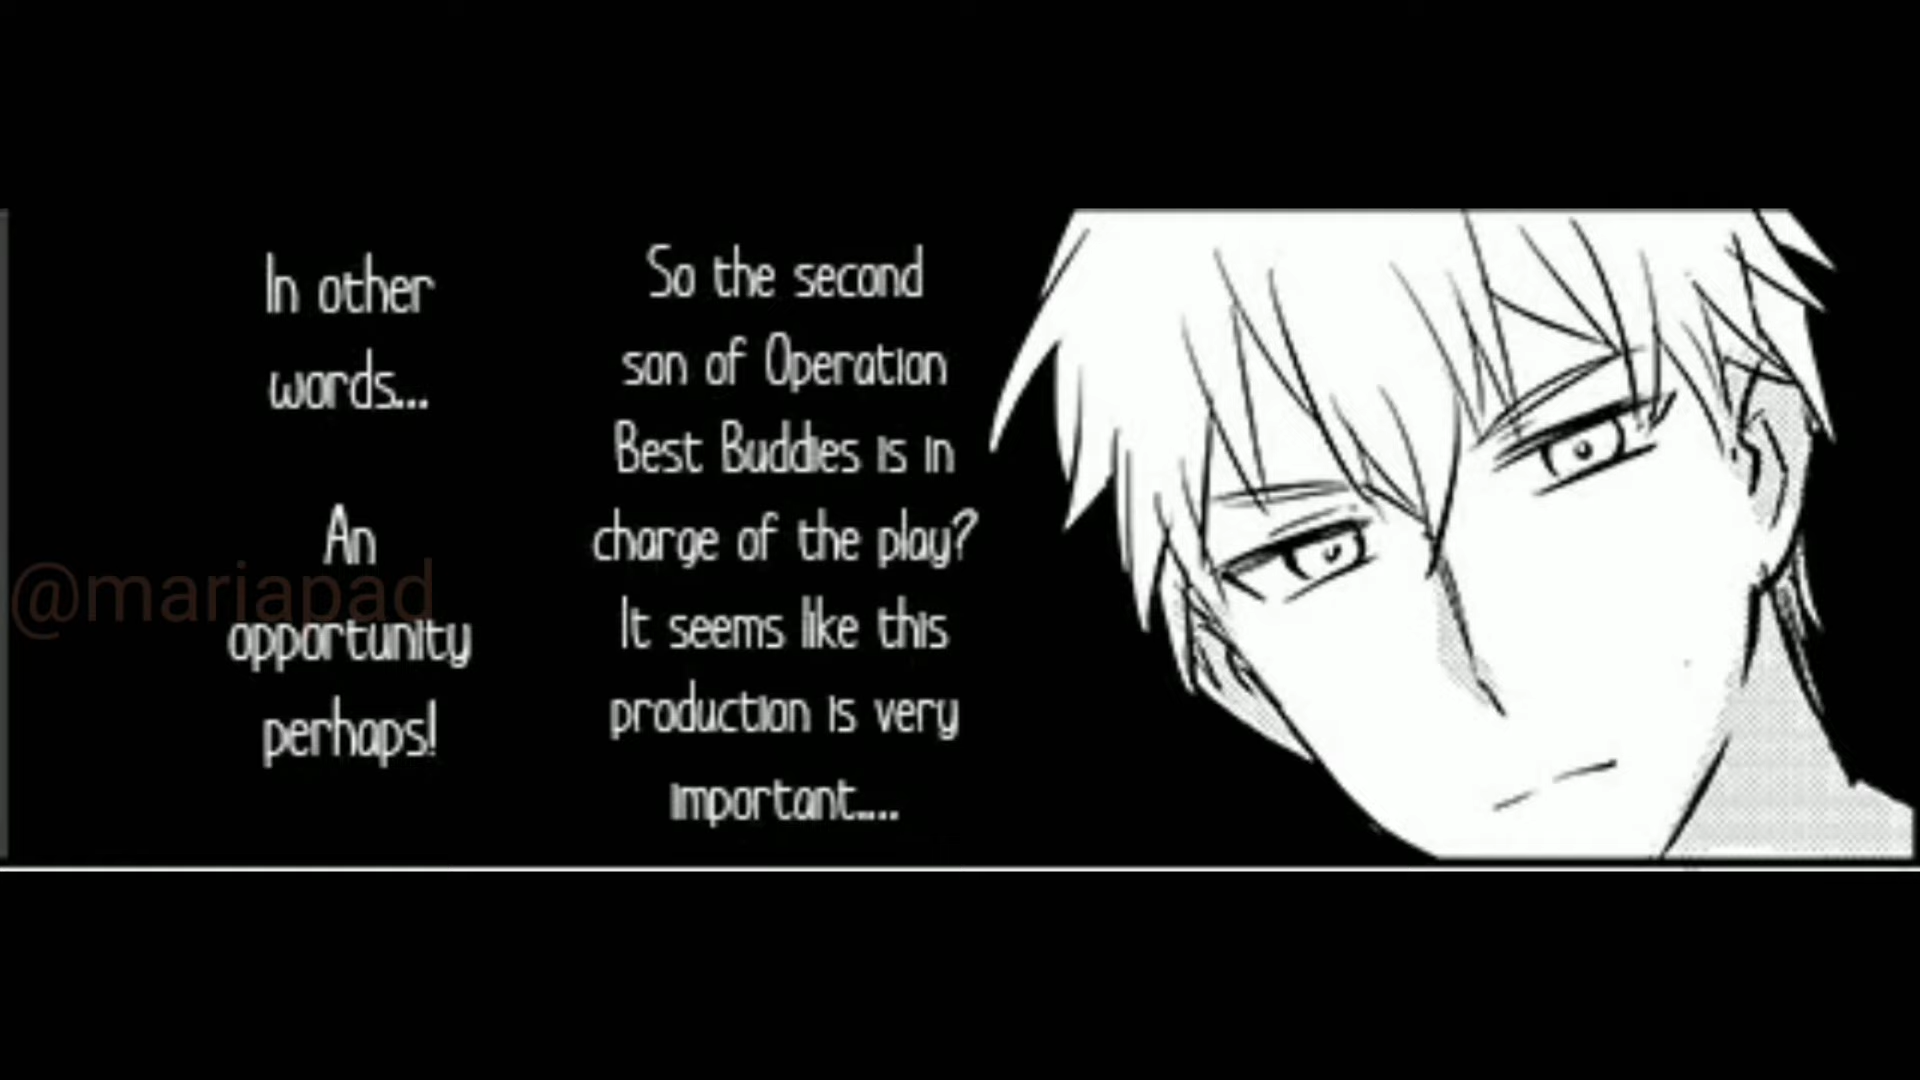 So the second
son of Operation
Best Buddies is in
charge of the play?
It seems like this
production is very
important.....
In other
words...
An
opportunity
perhaps!
@mariapad